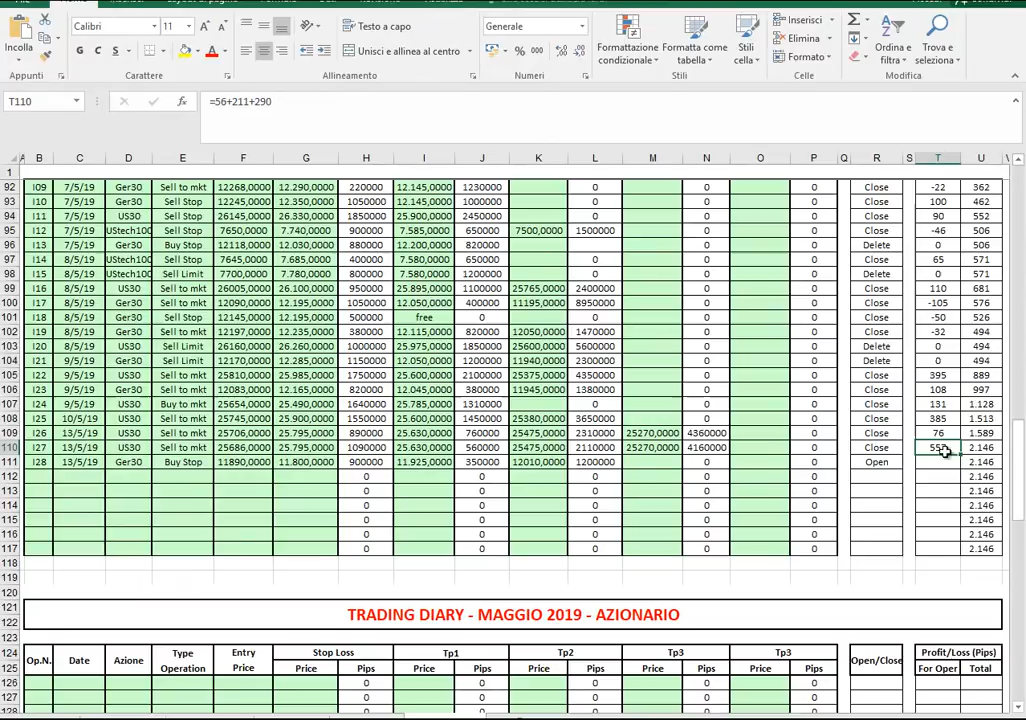 Incolla
Appunti
Calibri 11
G C S
Carattere
Testo a capo
Unisci e allinea al centro
Allineamento
Generale
% 000
Numeri
Formattazione condizionale
Formatta come tabella
Stili cella
Stili
Inserisci
Elimina
Formato
Celle
Ordina e filtra
Trova e seleziona
Modifica
T110 fx =56+211+290
A B C D E F G H I J K L M N O P Q R S T U
1
92 I09 7/5/19 Ger30 Sell to mkt 12268,0000 12.290,0000 220000 12.145,0000 1230000 0 0 0 Close -22 362
93 I10 7/5/19 Ger30 Sell Stop 12245,0000 12.350,0000 1050000 12.145,0000 1000000 0 0 0 Close 100 462
94 I11 7/5/19 US30 Sell Stop 26145,0000 26.330,0000 1850000 25.900,0000 2450000 0 0 0 Close 90 552
95 I12 7/5/19 UStech100 Sell Stop 7650,0000 7.740,0000 900000 7.585,0000 650000 7500,0000 1500000 0 0 Close -46 506
96 I13 7/5/19 Ger30 Buy Stop 12118,0000 12.030,0000 880000 12.200,0000 820000 0 0 Delete 0 506
97 I14 7/5/19 UStech100 Sell Stop 7645,0000 7.685,0000 400000 7.580,0000 650000 0 0 0 Close 65 571
98 I15 8/5/19 UStech100 Sell Limit 7700,0000 7.780,0000 800000 7.580,0000 1200000 0 0 0 Delete 0 571
99 I16 8/5/19 US30 Sell to mkt 26005,0000 26.100,0000 950000 25.895,0000 1100000 25765,0000 2400000 0 0 Close 110 681
100 I17 8/5/19 Ger30 Sell to mkt 12090,0000 12.195,0000 1050000 12.050,0000 400000 11195,0000 8950000 0 0 Close -105 576
101 I18 8/5/19 Ger30 Sell Stop 12145,0000 12.195,0000 500000 free 0 0 0 0 Close -50 526
102 I19 8/5/19 Ger30 Sell to mkt 12197,0000 12.235,0000 380000 12.115,0000 820000 12050,0000 1470000 0 0 Close -32 494
103 I20 8/5/19 US30 Sell Limit 26160,0000 26.260,0000 1000000 25.975,0000 1850000 25600,0000 5600000 0 0 Delete 0 494
104 I21 9/5/19 Ger30 Sell Limit 12170,0000 12.285,0000 1150000 12.050,0000 1200000 11940,0000 2300000 0 0 Delete 0 494
105 I22 9/5/19 US30 Sell to mkt 25810,0000 25.985,0000 1750000 25.600,0000 2100000 25375,0000 4350000 0 0 Close 395 889
106 I23 9/5/19 Ger30 Sell to mkt 12083,0000 12.165,0000 820000 12.045,0000 380000 11945,0000 1380000 0 0 Close 108 997
107 I24 9/5/19 US30 Buy to mkt 25654,0000 25.490,0000 1640000 25.785,0000 1310000 0 0 0 Close 131 1.128
108 I25 10/5/19 US30 Sell to mkt 25745,0000 25.900,0000 1550000 25.600,0000 1450000 25380,0000 3650000 0 0 Close 385 1.513
109 I26 13/5/19 US30 Sell to mkt 25706,0000 25.795,0000 890000 25.630,0000 760000 25475,0000 2310000 25270,0000 4360000 0 Close 76 1.589
110 I27 13/5/19 US30 Sell to mkt 25686,0000 25.795,0000 1090000 25.630,0000 560000 25475,0000 2110000 25270,0000 4160000 0 Close 2.146
111 I28 13/5/19 Ger30 Buy Stop 11890,0000 11.800,0000 900000 11.925,0000 350000 12010,0000 1200000 0 0 Open 2.146
112 0 0 0 0 0 2.146
113 0 0 0 0 0 2.146
114 0 0 0 0 0 2.146
115 0 0 0 0 0 2.146
116 0 0 0 0 0 2.146
117 0 0 0 0 0 2.146
118
119
120
121
122
TRADING DIARY - MAGGIO 2019 - AZIONARIO
123
124 Op.N. Date Azione Type Operation Entry Price Stop Loss Tp1 Tp2 Tp3 Tp3 Open/Close Profit/Loss (Pips)
125 Price Pips Price Pips Price Pips Price Pips Price Pips For Oper Total
126 0 0 0 0 0
127 0 0 0 0 0
128